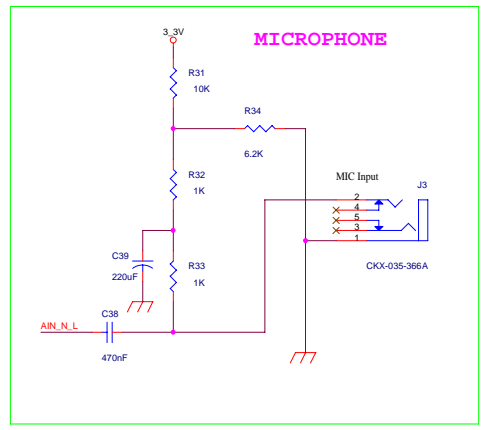 3_3V
MICROPHONE
R31
10K
R34
6.2K
R32
1K
MIC Input
J3
2
4
5
3
1
CKX-035-366A
C39
220uF
R33
1K
C38
AIN_N_L
470nF